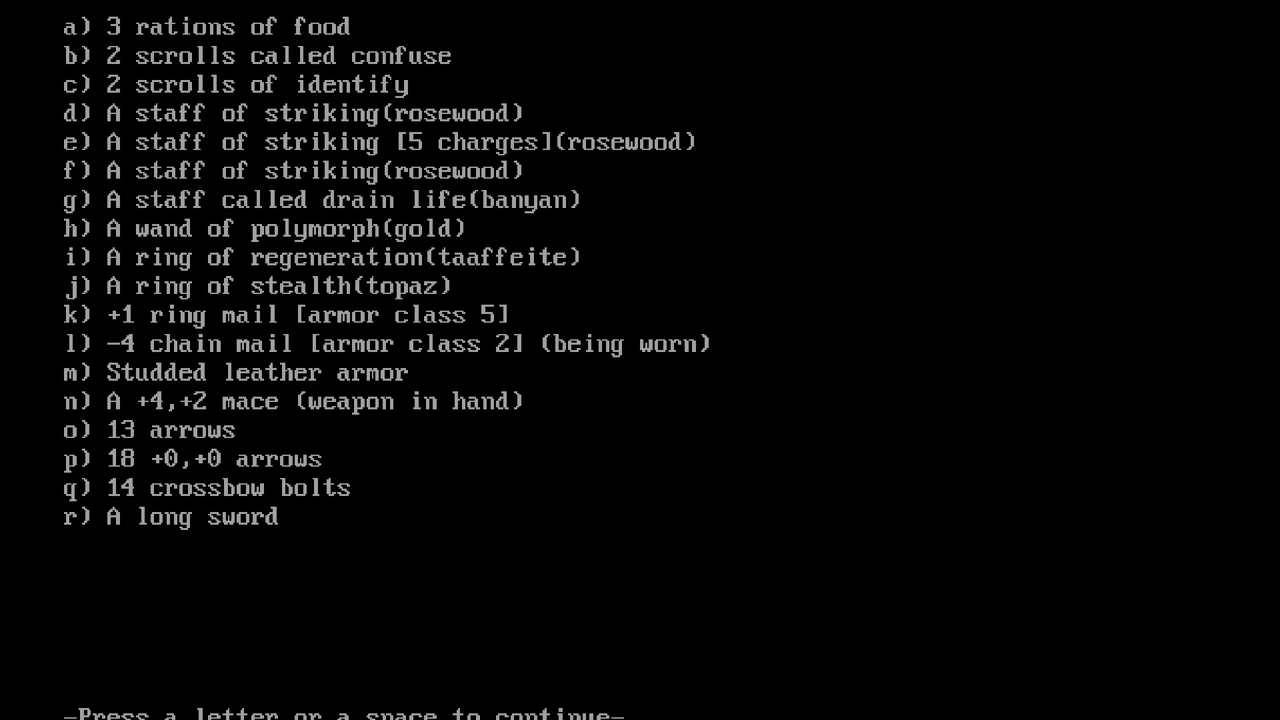 a) 3 rations of food
b) 2 scrolls called confuse
c) 2 scrolls of identify
d) A staff of striking(rosewood)
e) A staff of striking [5 charges](rosewood)
f) A staff of striking(rosewood)
g) A staff called drain life(banyan)
h) A wand of polymorph(gold)
i) A ring of regeneration(taaffeite)
j) A ring of stealth(topaz)
k) +1 ring mail [armor class 5]
l) -4 chain mail [armor class 2] (being worn)
m) Studded leather armor
n) A +4,+2 mace (weapon in hand)
o) 13 arrows
p) 18 +0,+0 arrows
q) 14 crossbow bolts
r) A long sword
-Press a letter or a space to continue-